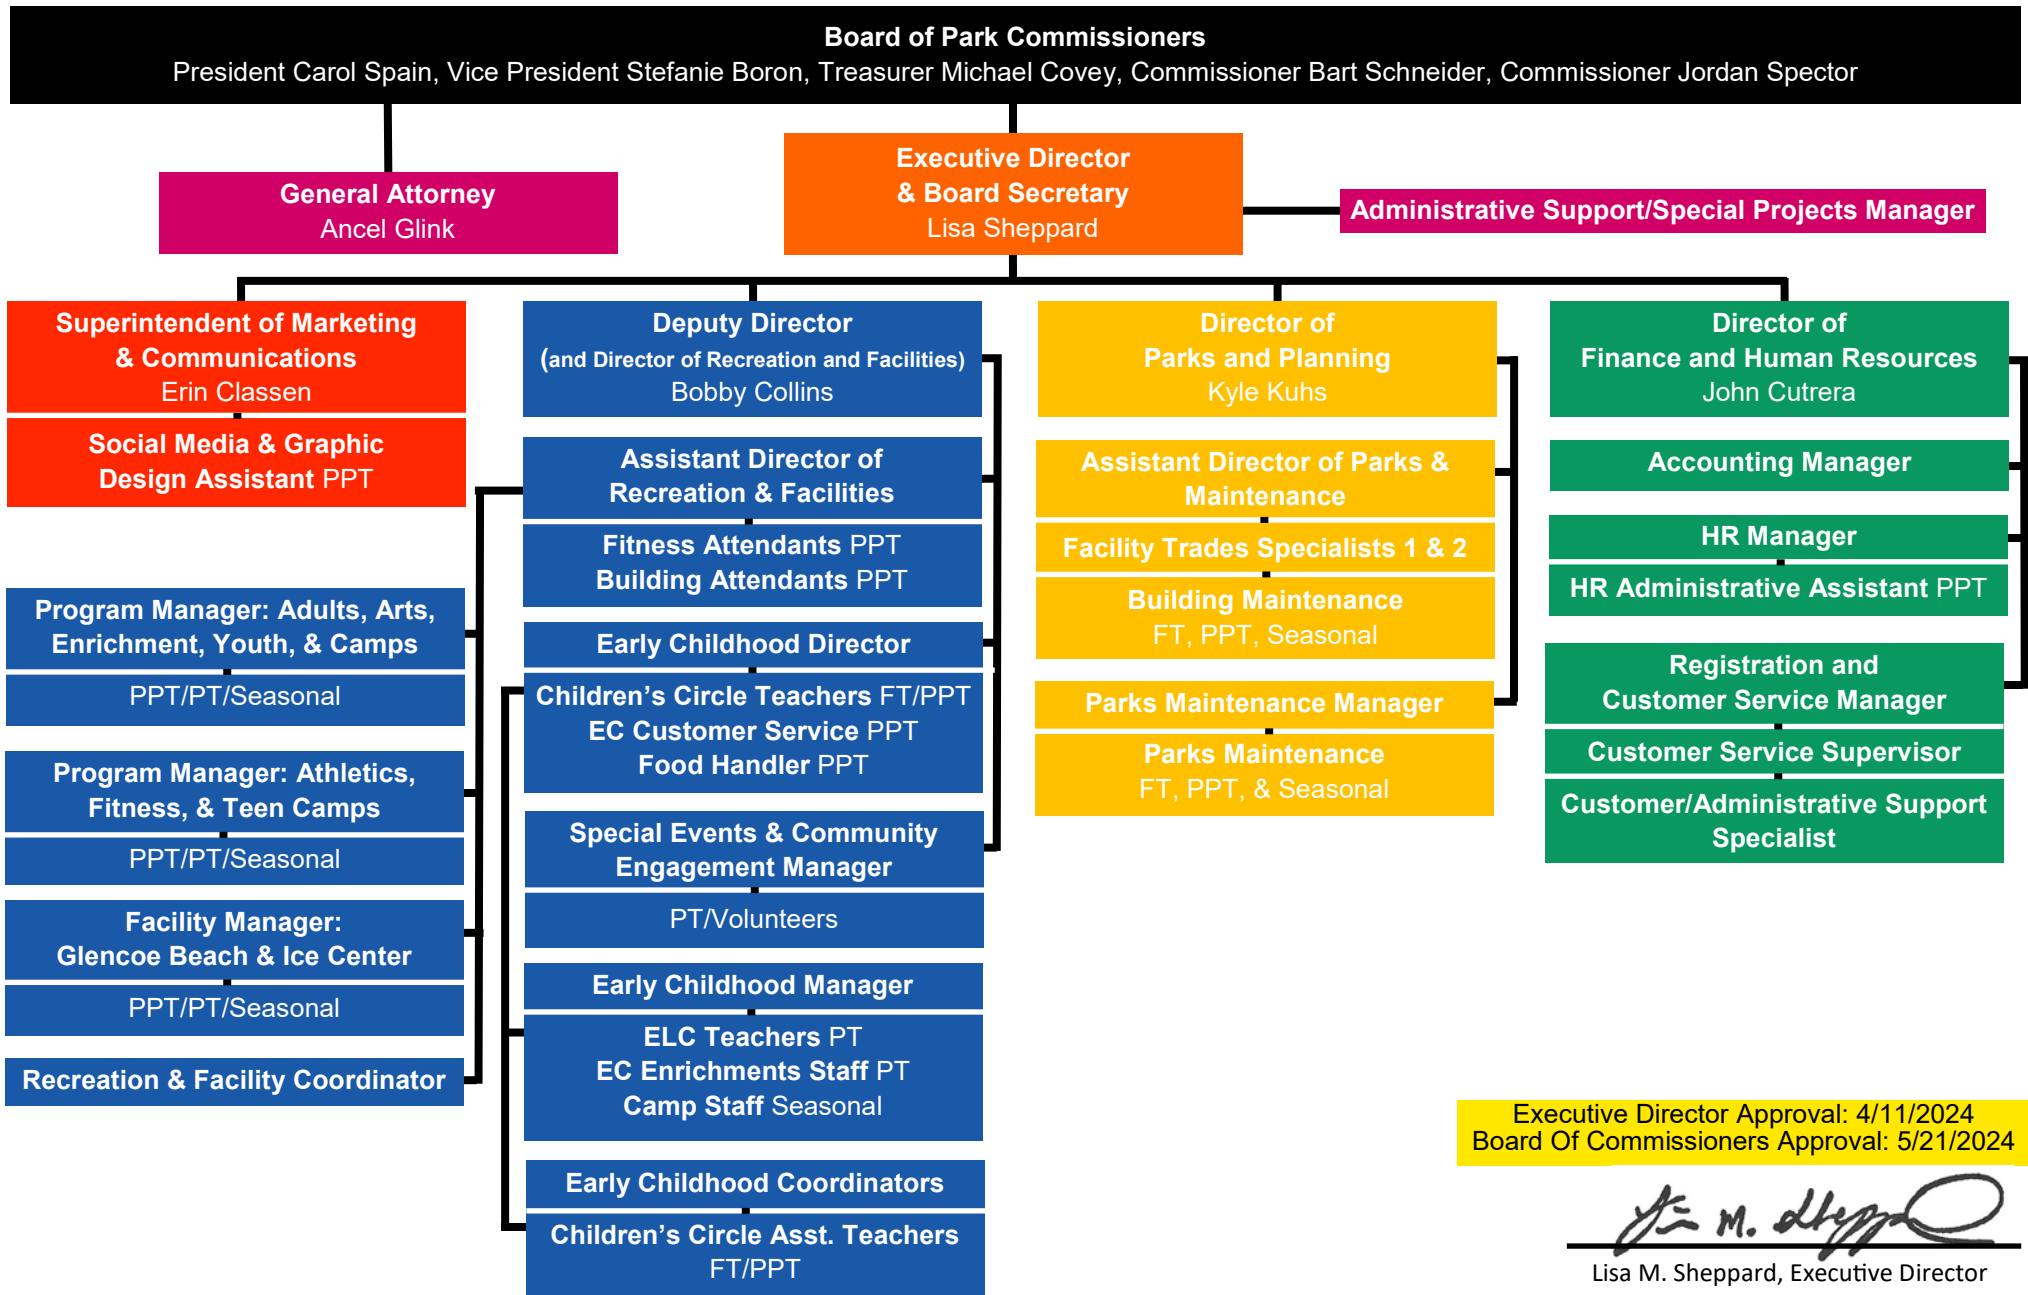 Board of Park Commissioners
President Carol Spain, Vice President Stefanie Boron, Treasurer Michael Covey, Commissioner Bart Schneider, Commissioner Jordan Spector
General Attorney
Ancel Glink
Executive Director
& Board Secretary
Lisa Sheppard
Administrative Support/Special Projects Manager
Superintendent of Marketing
& Communications
Erin Classen
Social Media & Graphic
Design Assistant PPT
Deputy Director
(and Director of Recreation and Facilities)
Bobby Collins
Assistant Director of
Recreation & Facilities
Fitness Attendants PPT
Building Attendants PPT
Program Manager: Adults, Arts,
Enrichment, Youth, & Camps
PPT/PT/Seasonal
Program Manager: Athletics,
Fitness, & Teen Camps
PPT/PT/Seasonal
Facility Manager:
Glencoe Beach & Ice Center
PPT/PT/Seasonal
Recreation & Facility Coordinator
Early Childhood Director
Children’s Circle Teachers FT/PPT
EC Customer Service PPT
Food Handler PPT
Special Events & Community
Engagement Manager
PT/Volunteers
Early Childhood Manager
ELC Teachers PT
EC Enrichments Staff PT
Camp Staff Seasonal
Early Childhood Coordinators
Children’s Circle Asst. Teachers
FT/PPT
Director of
Parks and Planning
Kyle Kuhs
Assistant Director of Parks &
Maintenance
Facility Trades Specialists 1 & 2
Building Maintenance
FT, PPT, Seasonal
Parks Maintenance Manager
Parks Maintenance
FT, PPT, & Seasonal
Director of
Finance and Human Resources
John Cutrera
Accounting Manager
HR Manager
HR Administrative Assistant PPT
Registration and
Customer Service Manager
Customer Service Supervisor
Customer/Administrative Support
Specialist
Executive Director Approval: 4/11/2024
Board Of Commissioners Approval: 5/21/2024
Lisa M. Sheppard
Lisa M. Sheppard, Executive Director